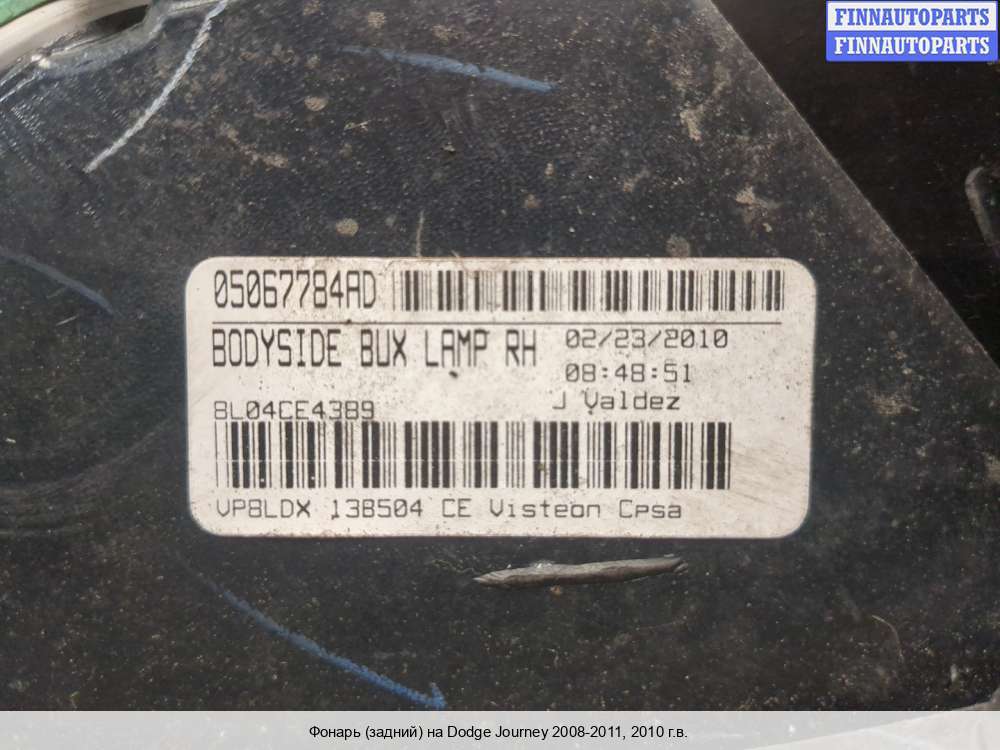 FINNAUTOPARTS
FINNAUTOPARTS
05067784AD
BODYSIDE BUX LAMP RH
02/23/2010
08:48:51
J Valdez
8L04CE4389
VP8LDX 13B504 CE Visteon Cpsa
Фонарь (задний) на Dodge Journey 2008-2011, 2010 г.в.